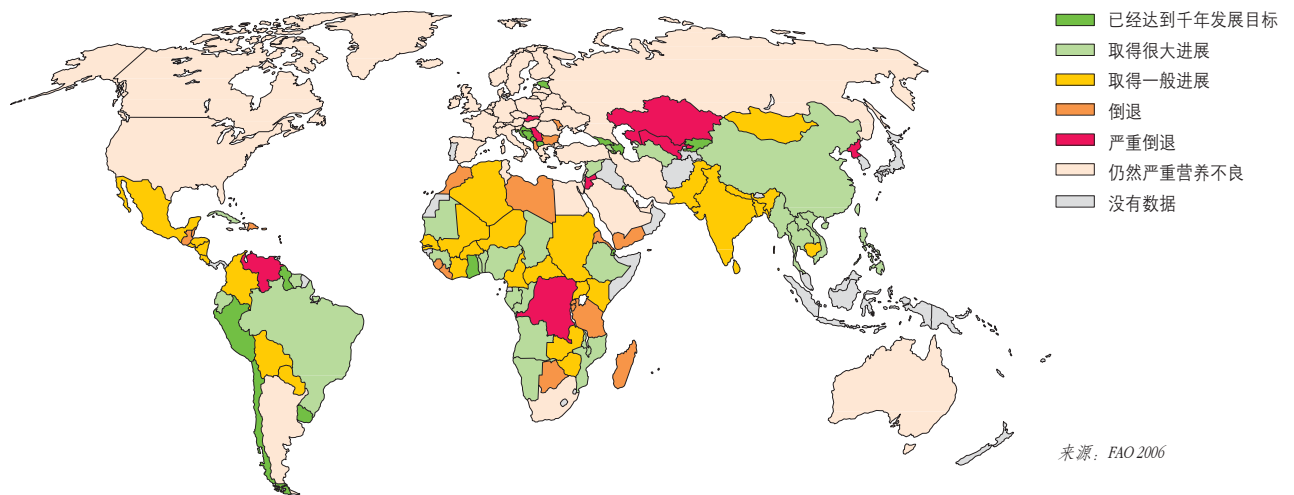 已经达到千年发展目标
取得很大进展
取得一般进展
倒退
严重倒退
仍然严重营养不良
没有数据
来源：FAO 2006